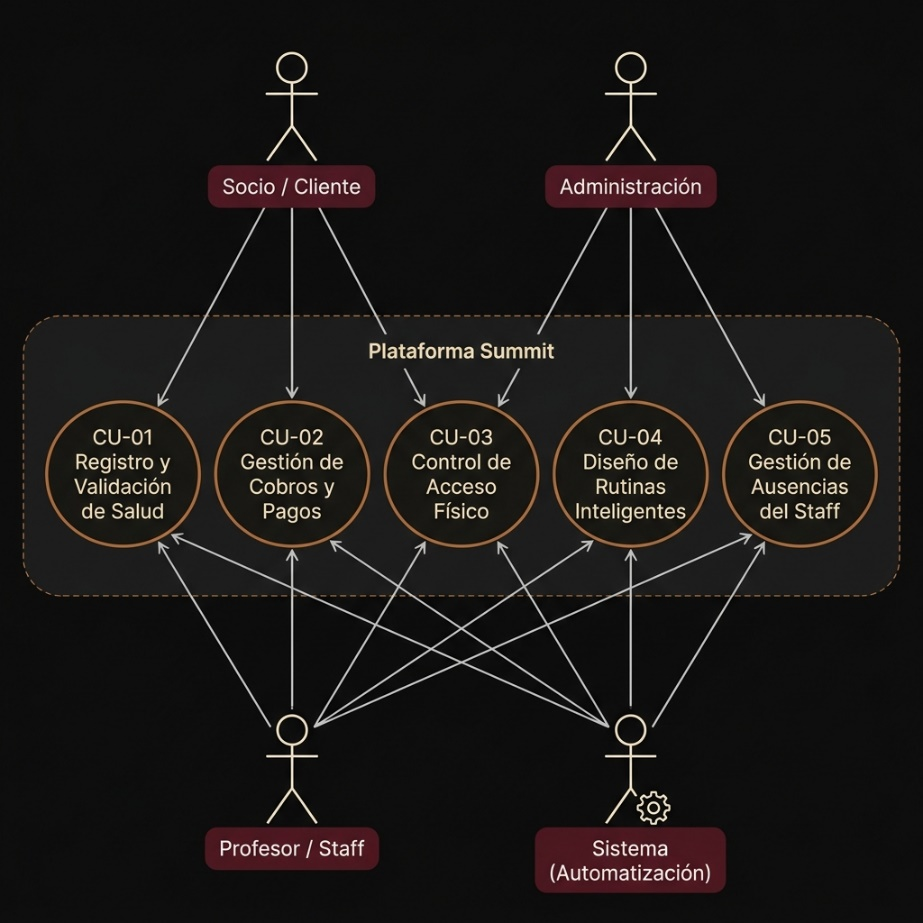 Socio / Cliente
Administración
Plataforma Summit
CU-01
Registro y
Validación
de Salud
CU-02
Gestión de
Cobros y
Pagos
CU-03
Control de
Acceso
Físico
CU-04
Diseño de
Rutinas
Inteligentes
CU-05
Gestión de
Ausencias
del Staff
Profesor / Staff
Sistema
(Automatización)